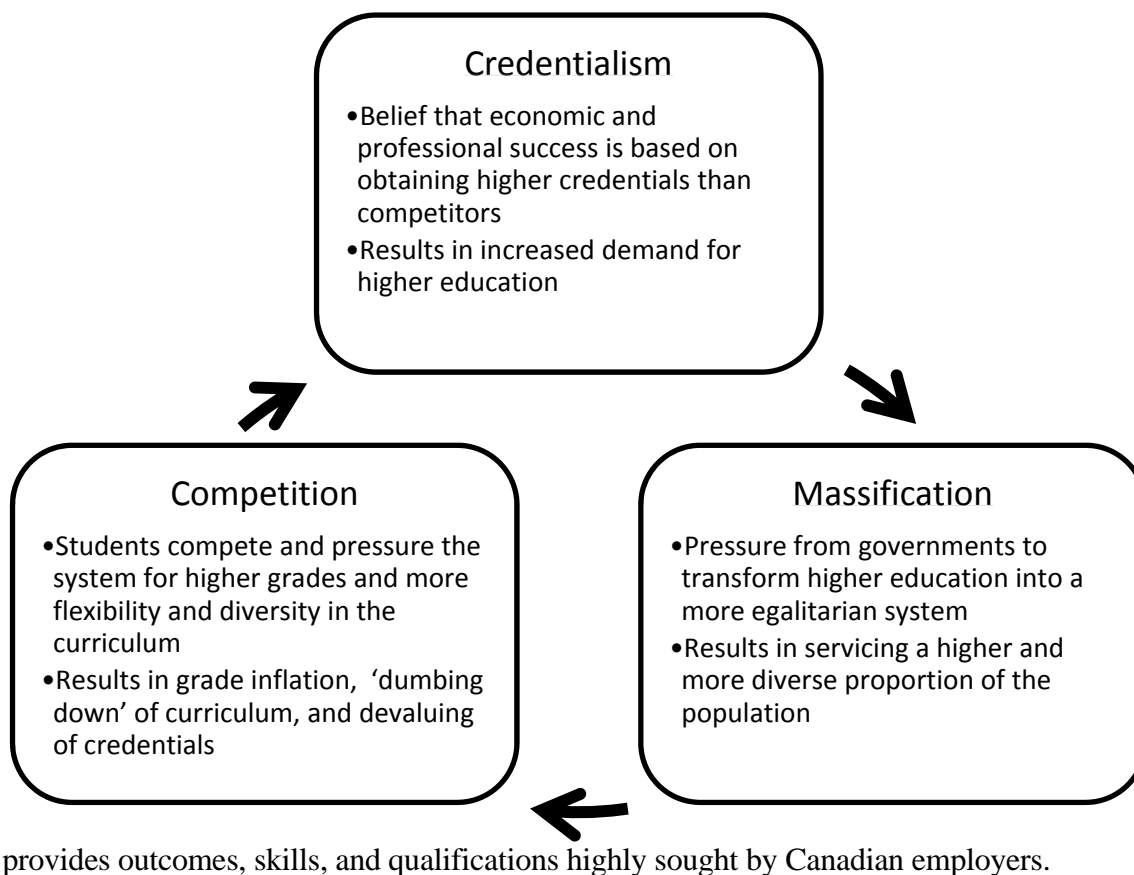 Credentialism
•Belief that economic and
professional success is based on
obtaining higher credentials than
competitors
•Results in increased demand for
higher education
Competition
•Students compete and pressure the
system for higher grades and more
flexibility and diversity in the
curriculum
•Results in grade inflation, ‘dumbing
down’ of curriculum, and devaluing
of credentials
Massification
•Pressure from governments to
transform higher education into a
more egalitarian system
•Results in servicing a higher and
more diverse proportion of the
population
provides outcomes, skills, and qualifications highly sought by Canadian employers.